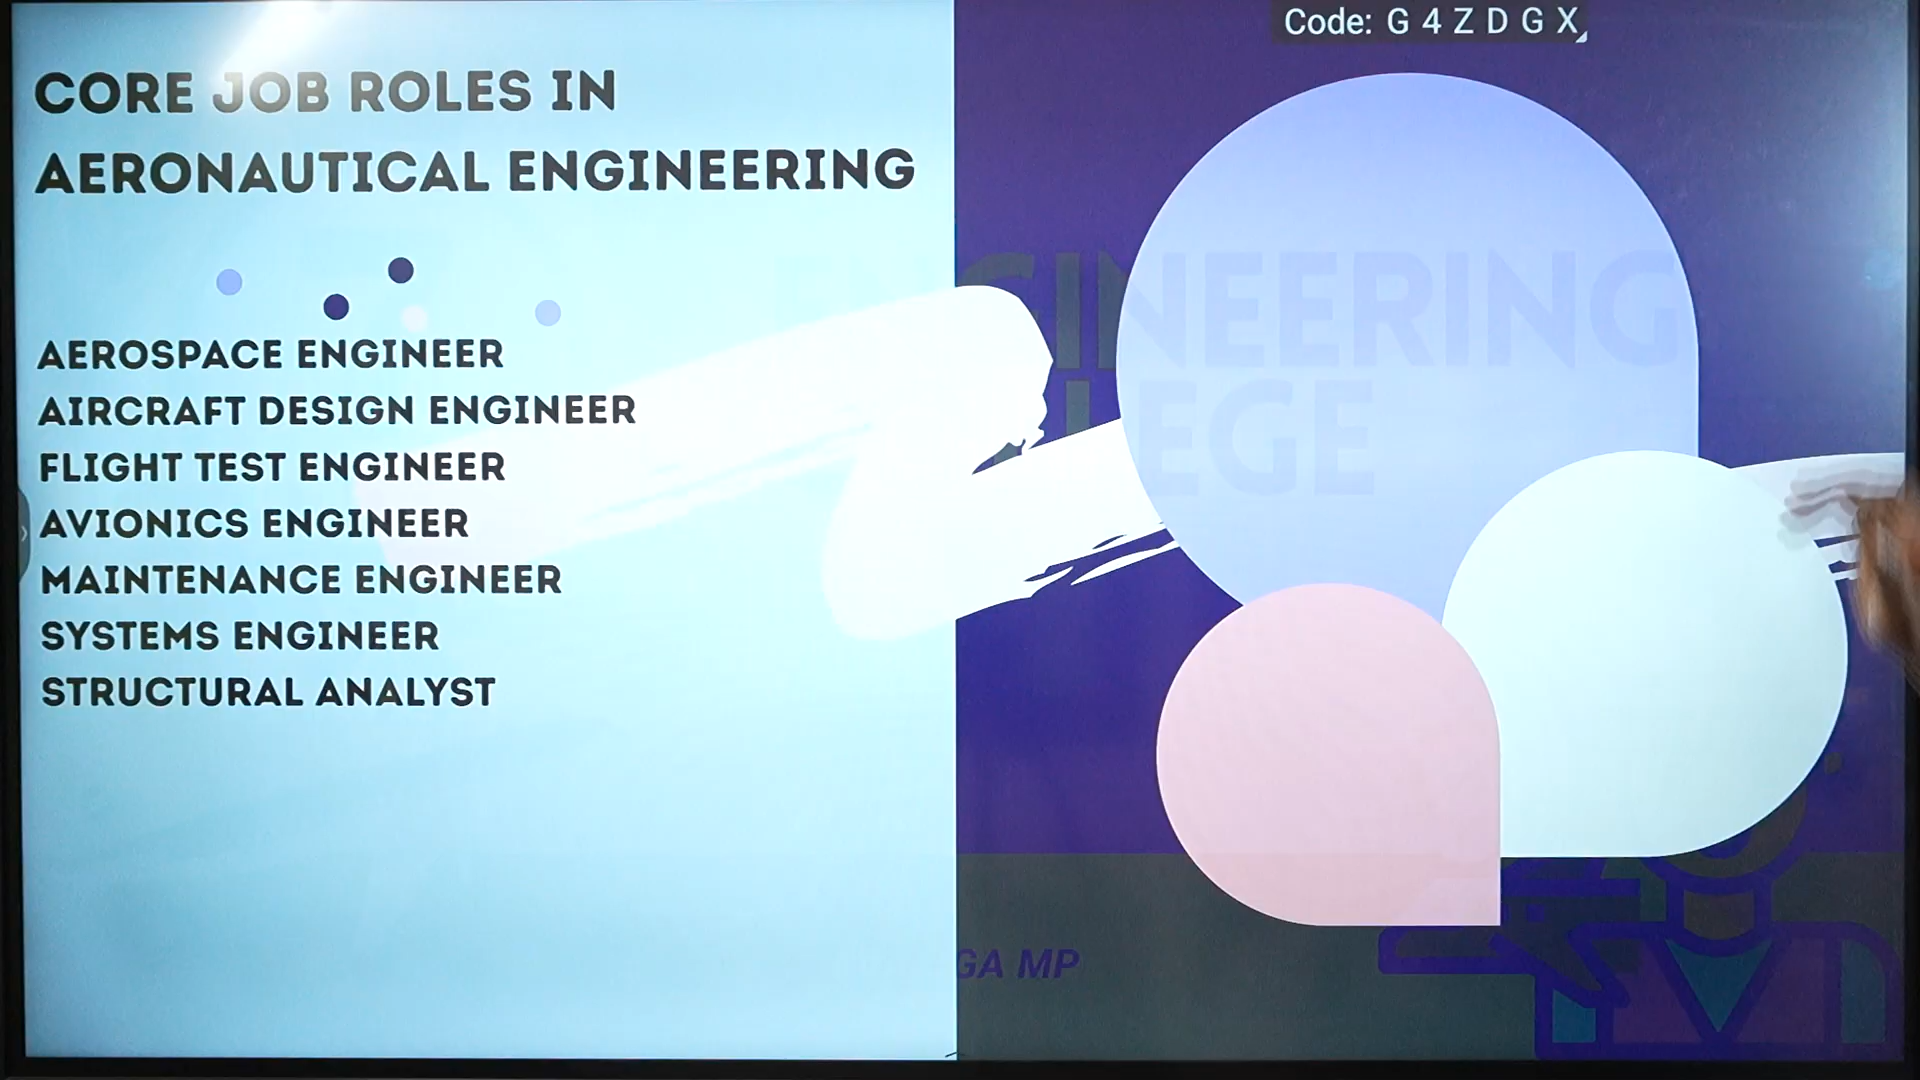 Code: G 4 Z D G X
CORE JOB ROLES IN
AERONAUTICAL ENGINEERING
AEROSPACE ENGINEER
AIRCRAFT DESIGN ENGINEER
FLIGHT TEST ENGINEER
AVIONICS ENGINEER
MAINTENANCE ENGINEER
SYSTEMS ENGINEER
STRUCTURAL ANALYST
GINEERING
LEGE
GA MP